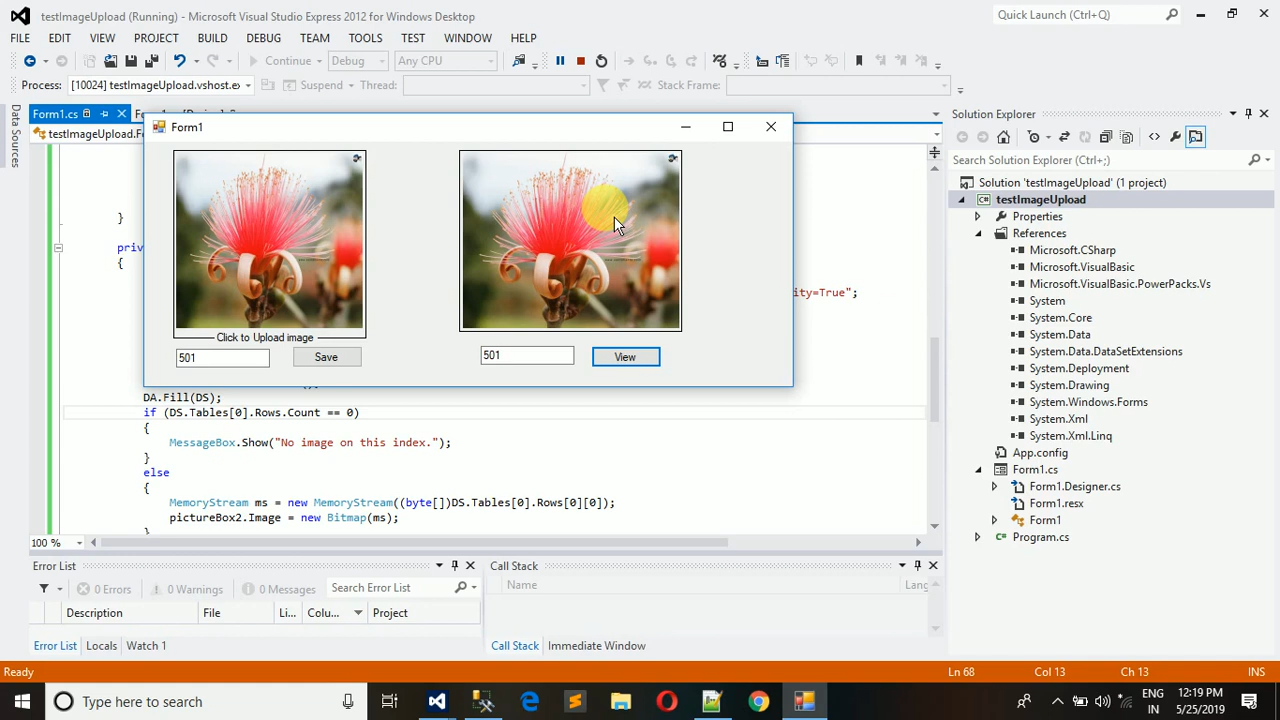 testImageUpload (Running) - Microsoft Visual Studio Express 2012 for Windows Desktop
Quick Launch (Ctrl+Q)
FILE EDIT VIEW PROJECT BUILD DEBUG TEAM TOOLS TEST WINDOW HELP
Continue Debug Any CPU
Process: [10024] testImageUpload.vshost.ex Suspend Thread: Stack Frame:
Data Sources
Form1.cs
testImageUpload.Fo
Form1
Click to Upload image
501 Save
501 View
}
priv
{
ity=True";
DA.Fill(DS);
if (DS.Tables[0].Rows.Count == 0)
{
MessageBox.Show("No image on this index.");
}
else
{
MemoryStream ms = new MemoryStream((byte[])DS.Tables[0].Rows[0][0]);
pictureBox2.Image = new Bitmap(ms);
}
100 %
Solution Explorer
Search Solution Explorer (Ctrl+;)
Solution 'testImageUpload' (1 project)
testImageUpload
Properties
References
Microsoft.CSharp
Microsoft.VisualBasic
Microsoft.VisualBasic.PowerPacks.Vs
System
System.Core
System.Data
System.Data.DataSetExtensions
System.Deployment
System.Drawing
System.Windows.Forms
System.Xml
System.Xml.Linq
App.config
Form1.cs
Form1.Designer.cs
Form1.resx
Form1
Program.cs
Error List
0 Errors 0 Warnings 0 Messages Search Error List
Description File Li... Colu... Project
Error List Locals Watch 1
Call Stack
Name Lang
Call Stack Immediate Window
Ready Ln 68 Col 13 Ch 13 INS
Type here to search
ENG
IN
12:19 PM
5/25/2019